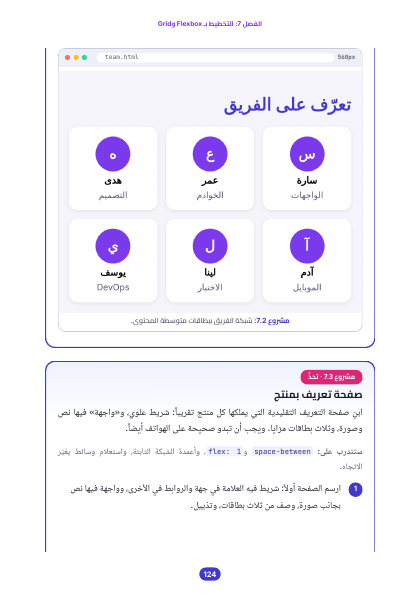 الفصل 7: التخطيط بـ Flexbox وGrid
team.html
560px
تعرّف على الفريق
س
سارة
الواجهات
ع
عمر
الخوادم
ه
هدى
التصميم
آ
آدم
الموبايل
ل
لينا
الاختبار
ي
يوسف
DevOps
مشروع 7.2: شبكة الفريق ببطاقات متوسطة المحتوى.
مشروع 7.3 · تحدٍّ
صفحة تعريف بمنتج
ابنِ صفحة التعريف التقليدية التي يملكها كل منتج تقريباً: شريط علوي، و«واجهة» فيها نص
وصورة، وثلاث بطاقات مزايا. ويجب أن تبدو صحيحة على الهواتف أيضاً.
ستتدرب على: space-between و flex: 1، وأعمدة الشبكة الثابتة، واستعلام وسائط يغيّر
الاتجاه.
1 ارسم الصفحة أولاً: شريط فيه العلامة في جهة والروابط في الأخرى، وواجهة فيها نص
بجانب صورة، وصف من ثلاث بطاقات، وتذييل.
124